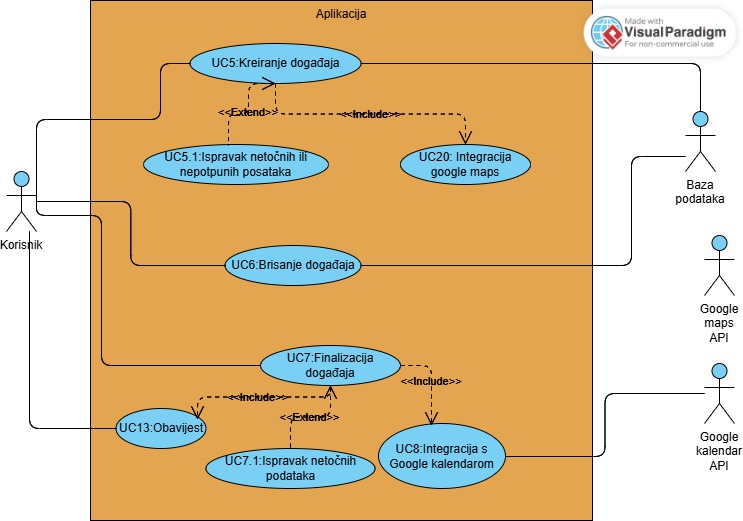 Aplikacija
Made with
VisualParadigm
For non-commercial use
UC5:Kreiranje događaja
<<Extend>>
<<Include>>
UC5.1:Ispravak netočnih ili
nepotpunih posataka
UC20: Integracija
google maps
Baza
podataka
Korisnik
UC6:Brisanje događaja
Google
maps
API
UC7:Finalizacija
događaja
<<Include>>
<<Include>>
<<Extend>>
UC13:Obavijest
UC8:Integracija s
Google kalendarom
UC7.1:Ispravak netočnih
podataka
Google
kalendar
API